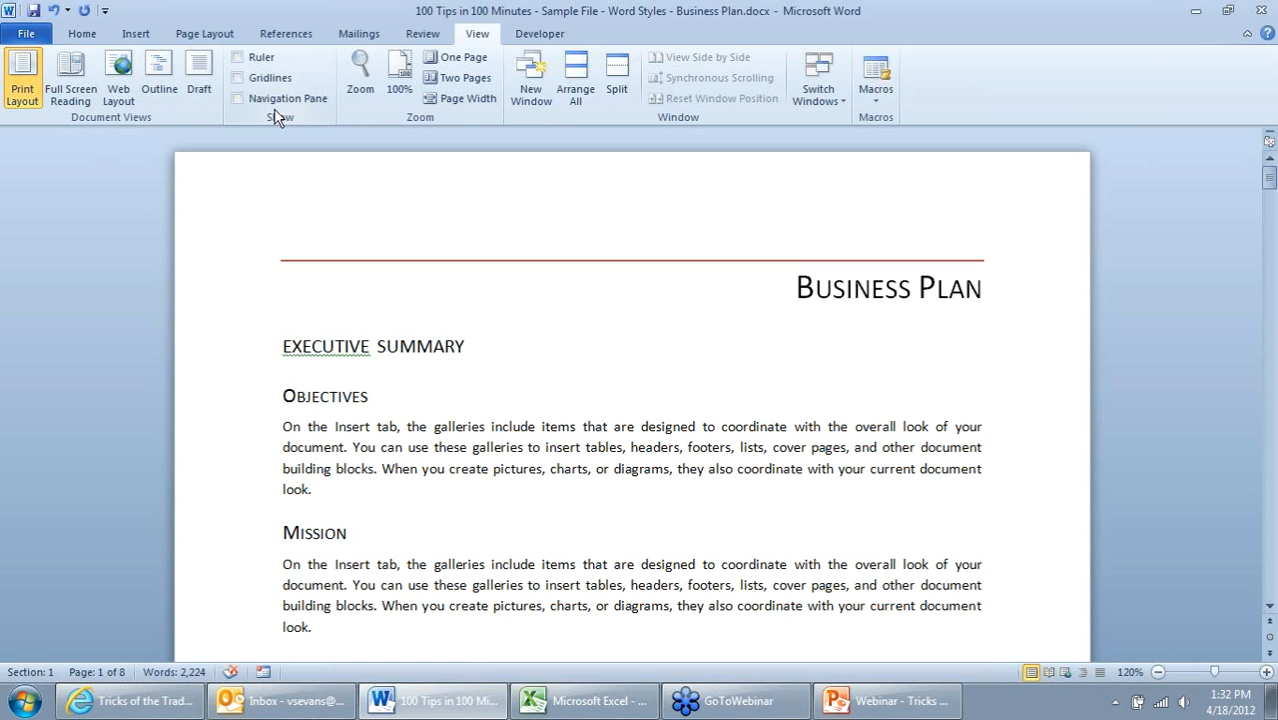 100 Tips in 100 Minutes - Sample File - Word Styles - Business Plan.docx - Microsoft Word
File Home Insert Page Layout References Mailings Review View Developer
Print Layout
Full Screen Reading
Web Layout
Outline
Draft
Document Views
Ruler
Gridlines
Navigation Pane
Show
Zoom
100%
One Page
Two Pages
Page Width
Zoom
New Window
Arrange All
Split
View Side by Side
Synchronous Scrolling
Reset Window Position
Window
Switch Windows
Macros
Macros
BUSINESS PLAN
EXECUTIVE SUMMARY
OBJECTIVES
On the Insert tab, the galleries include items that are designed to coordinate with the overall look of your
document. You can use these galleries to insert tables, headers, footers, lists, cover pages, and other document
building blocks. When you create pictures, charts, or diagrams, they also coordinate with your current document
look.
MISSION
On the Insert tab, the galleries include items that are designed to coordinate with the overall look of your
document. You can use these galleries to insert tables, headers, footers, lists, cover pages, and other document
building blocks. When you create pictures, charts, or diagrams, they also coordinate with your current document
look.
Section: 1 Page: 1 of 8 Words: 2,224 120%
Tricks of the Trad... Inbox - vsevans@... 100 Tips in 100 Mi... Microsoft Excel - ... GoToWebinar Webinar - Tricks ... 1:32 PM
4/18/2012